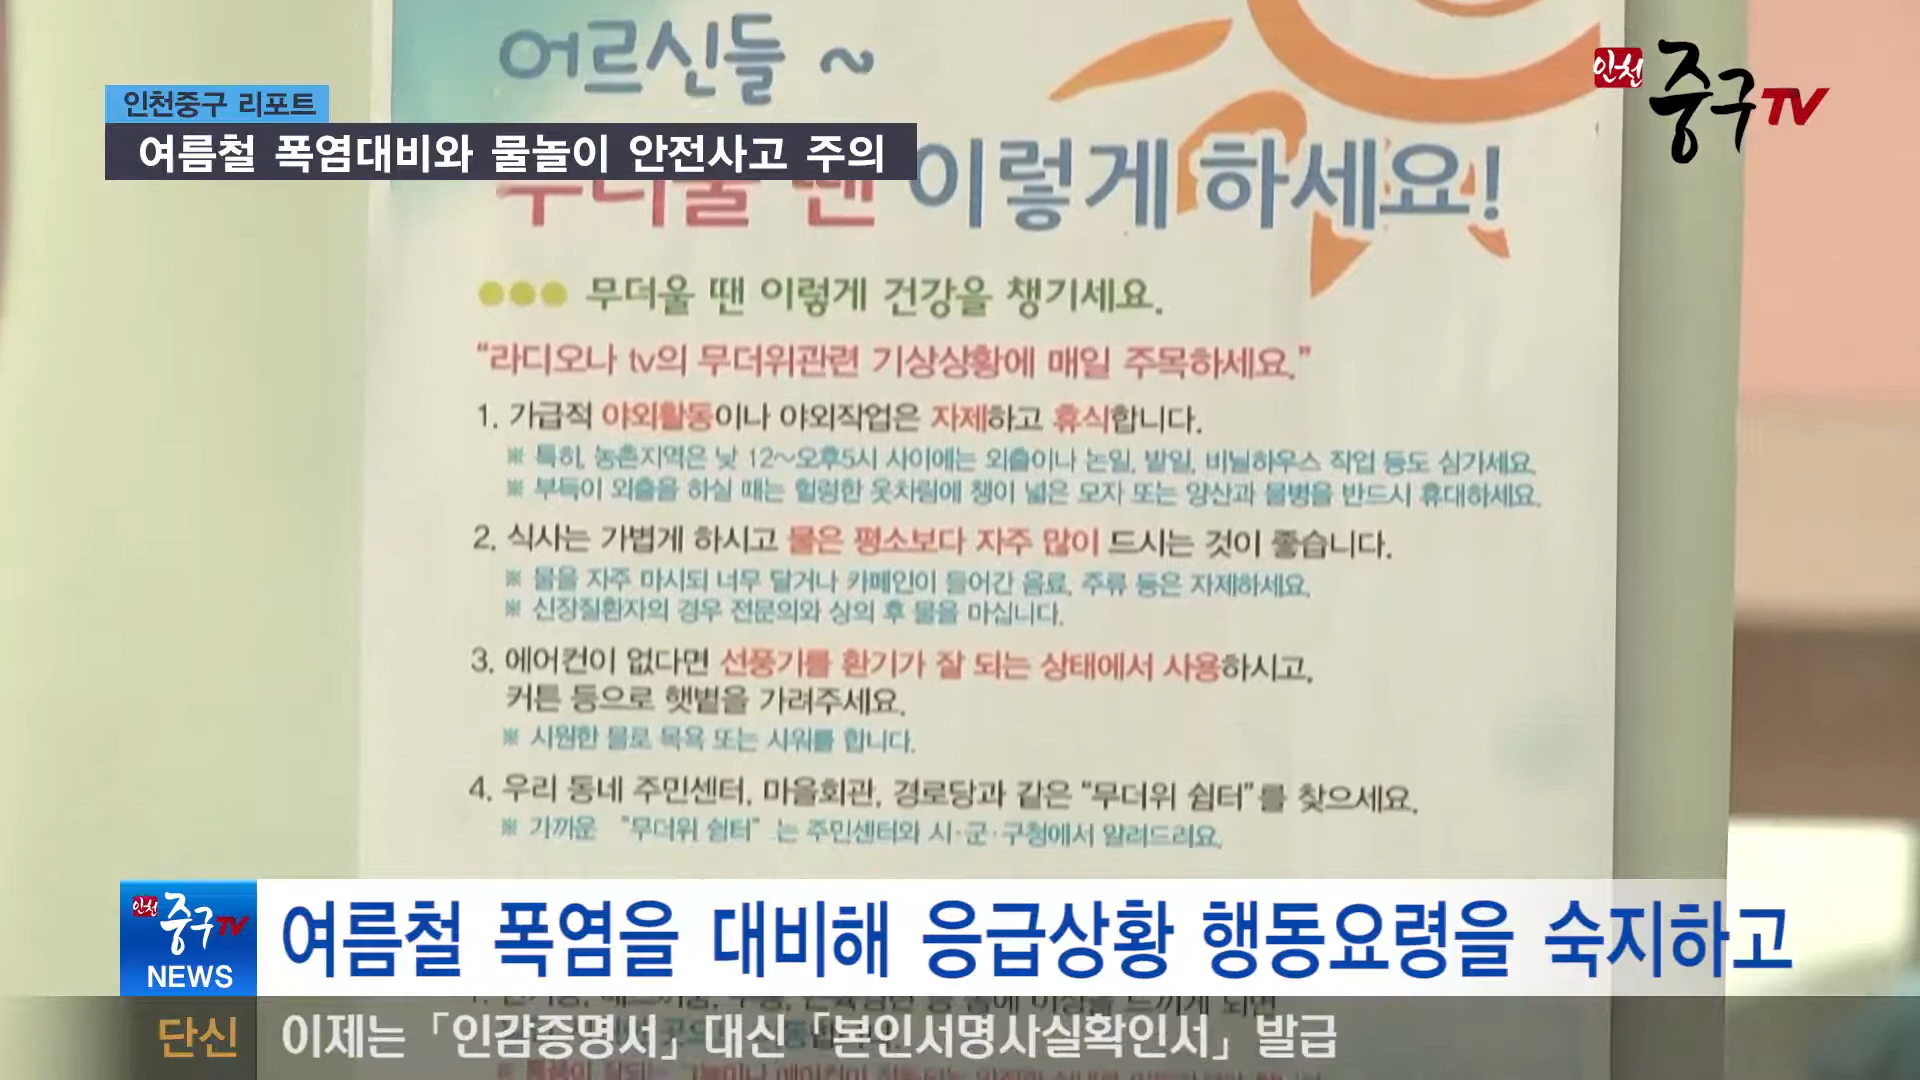 어르신들 ~
인천중구 리포트
인천 중구TV
여름철 폭염대비와 물놀이 안전사고 주의
무더울 땐 이렇게 하세요!
●●● 무더울 땐 이렇게 건강을 챙기세요.
“라디오나 tv의 무더위관련 기상상황에 매일 주목하세요.”
1. 가급적 야외활동이나 야외작업은 자제하고 휴식합니다.
※ 특히, 농촌지역은 낮 12~오후5시 사이에는 외출이나 논일, 밭일, 비닐하우스 작업 등도 삼가세요.
※ 부득이 외출을 하실 때는 헐렁한 옷차림에 챙이 넓은 모자 또는 양산과 물병을 반드시 휴대하세요.
2. 식사는 가볍게 하시고 물은 평소보다 자주 많이 드시는 것이 좋습니다.
※ 물을 자주 마시되 너무 달거나 카페인이 들어간 음료, 주류 등은 자제하세요.
※ 신장질환자의 경우 전문의와 상의 후 물을 마십니다.
3. 에어컨이 없다면 선풍기를 환기가 잘 되는 상태에서 사용하시고,
커튼 등으로 햇볕을 가려주세요.
※ 시원한 물로 목욕 또는 샤워를 합니다.
4. 우리 동네 주민센터, 마을회관, 경로당과 같은 “무더위 쉼터”를 찾으세요.
※ 가까운 “무더위 쉼터”는 주민센터와 시·군·구청에서 알려드려요.
인천 중구TV
NEWS
여름철 폭염을 대비해 응급상황 행동요령을 숙지하고
단신
이제는「인감증명서」대신「본인서명사실확인서」발급